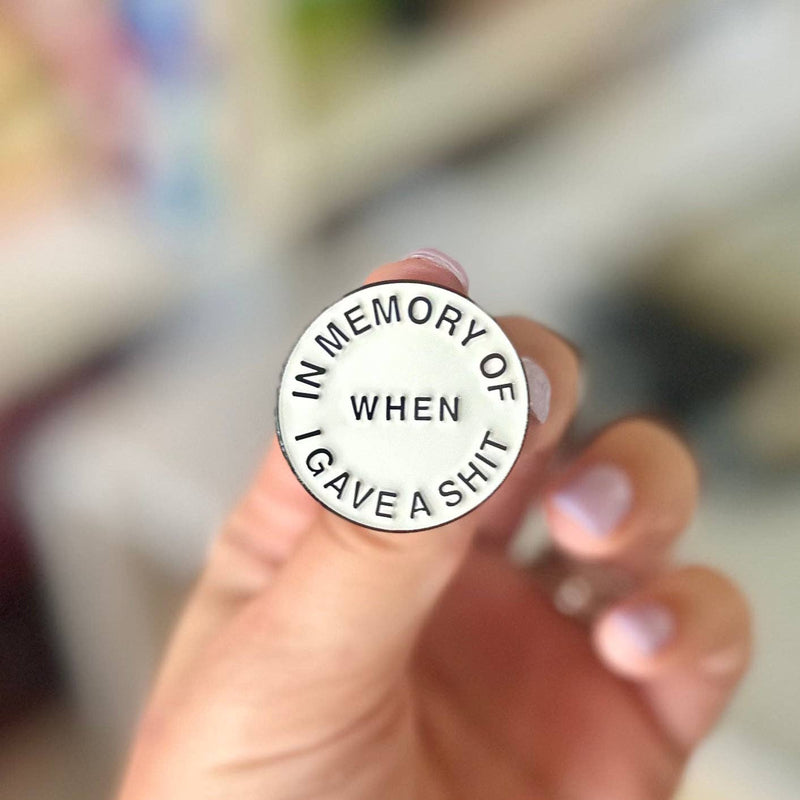 IN MEMORY OF
WHEN
I GAVE A SHIT